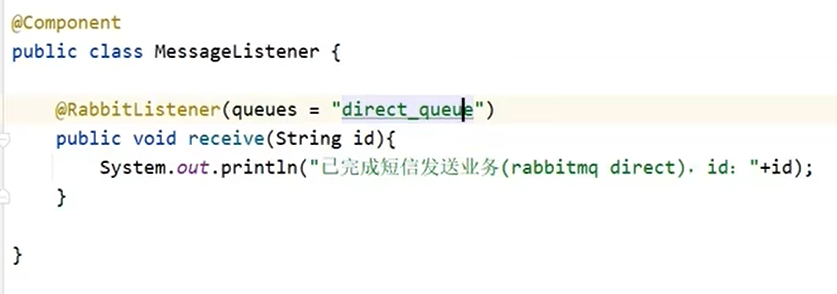 @Component
public class MessageListener {
@RabbitListener(queues = "direct_queue")
public void receive(String id){
System.out.println("已完成短信发送业务(rabbitmq direct)，id："+id);
}
}